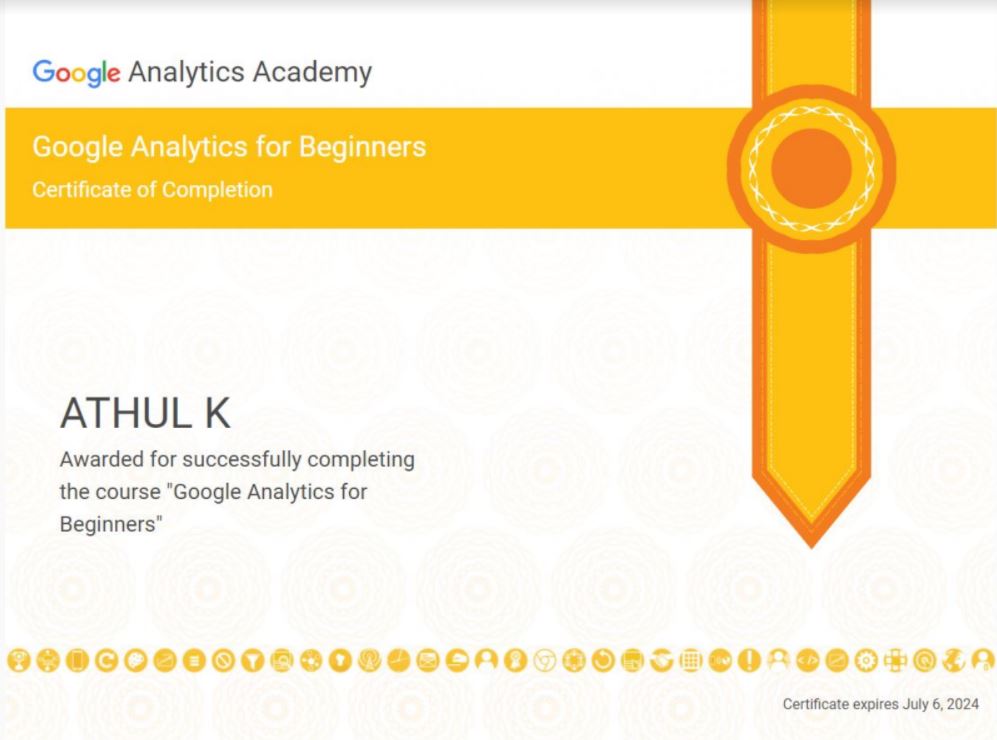 Google Analytics Academy
Google Analytics for Beginners
Certificate of Completion
ATHUL K
Awarded for successfully completing
the course "Google Analytics for
Beginners"
Certificate expires July 6, 2024